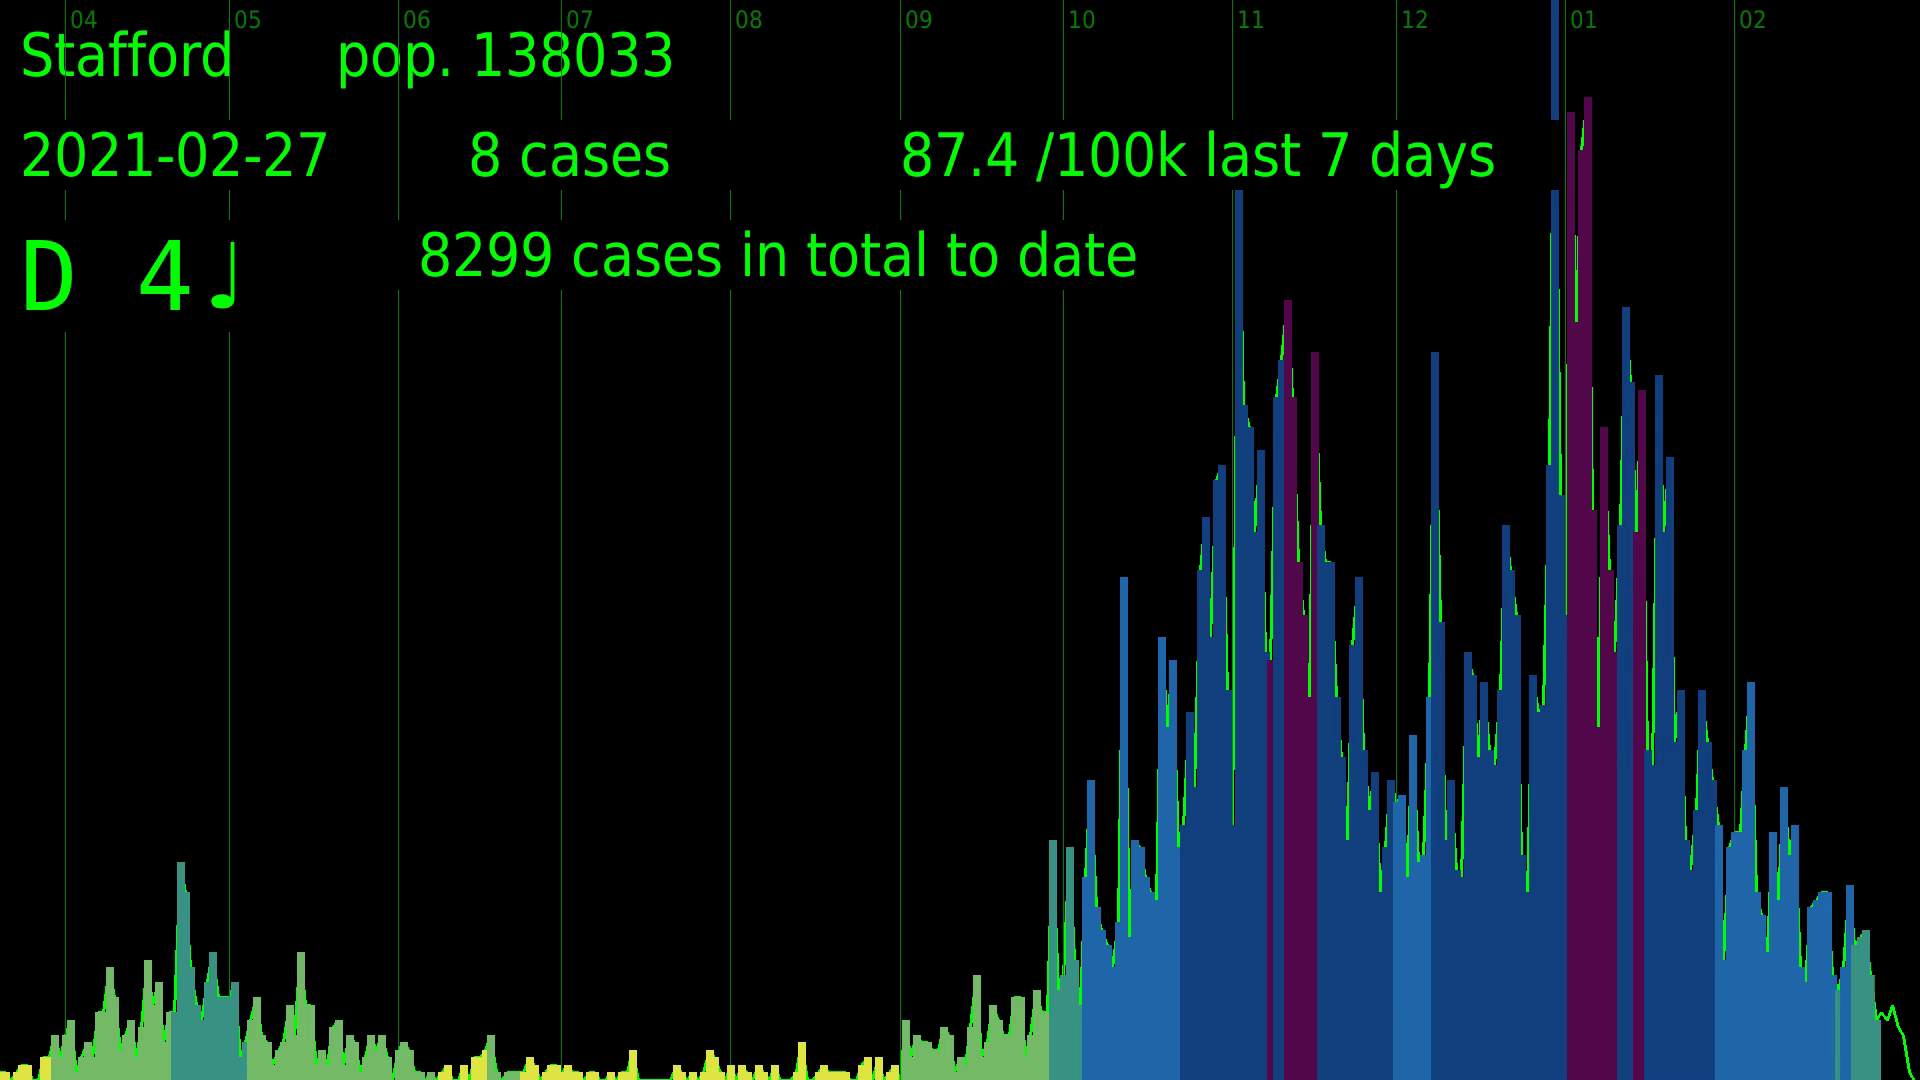 04 05 06 07 08 09 10 11 12 01 02
Stafford pop. 138033
2021-02-27 8 cases 87.4 /100k last 7 days
D 4♩ 8299 cases in total to date